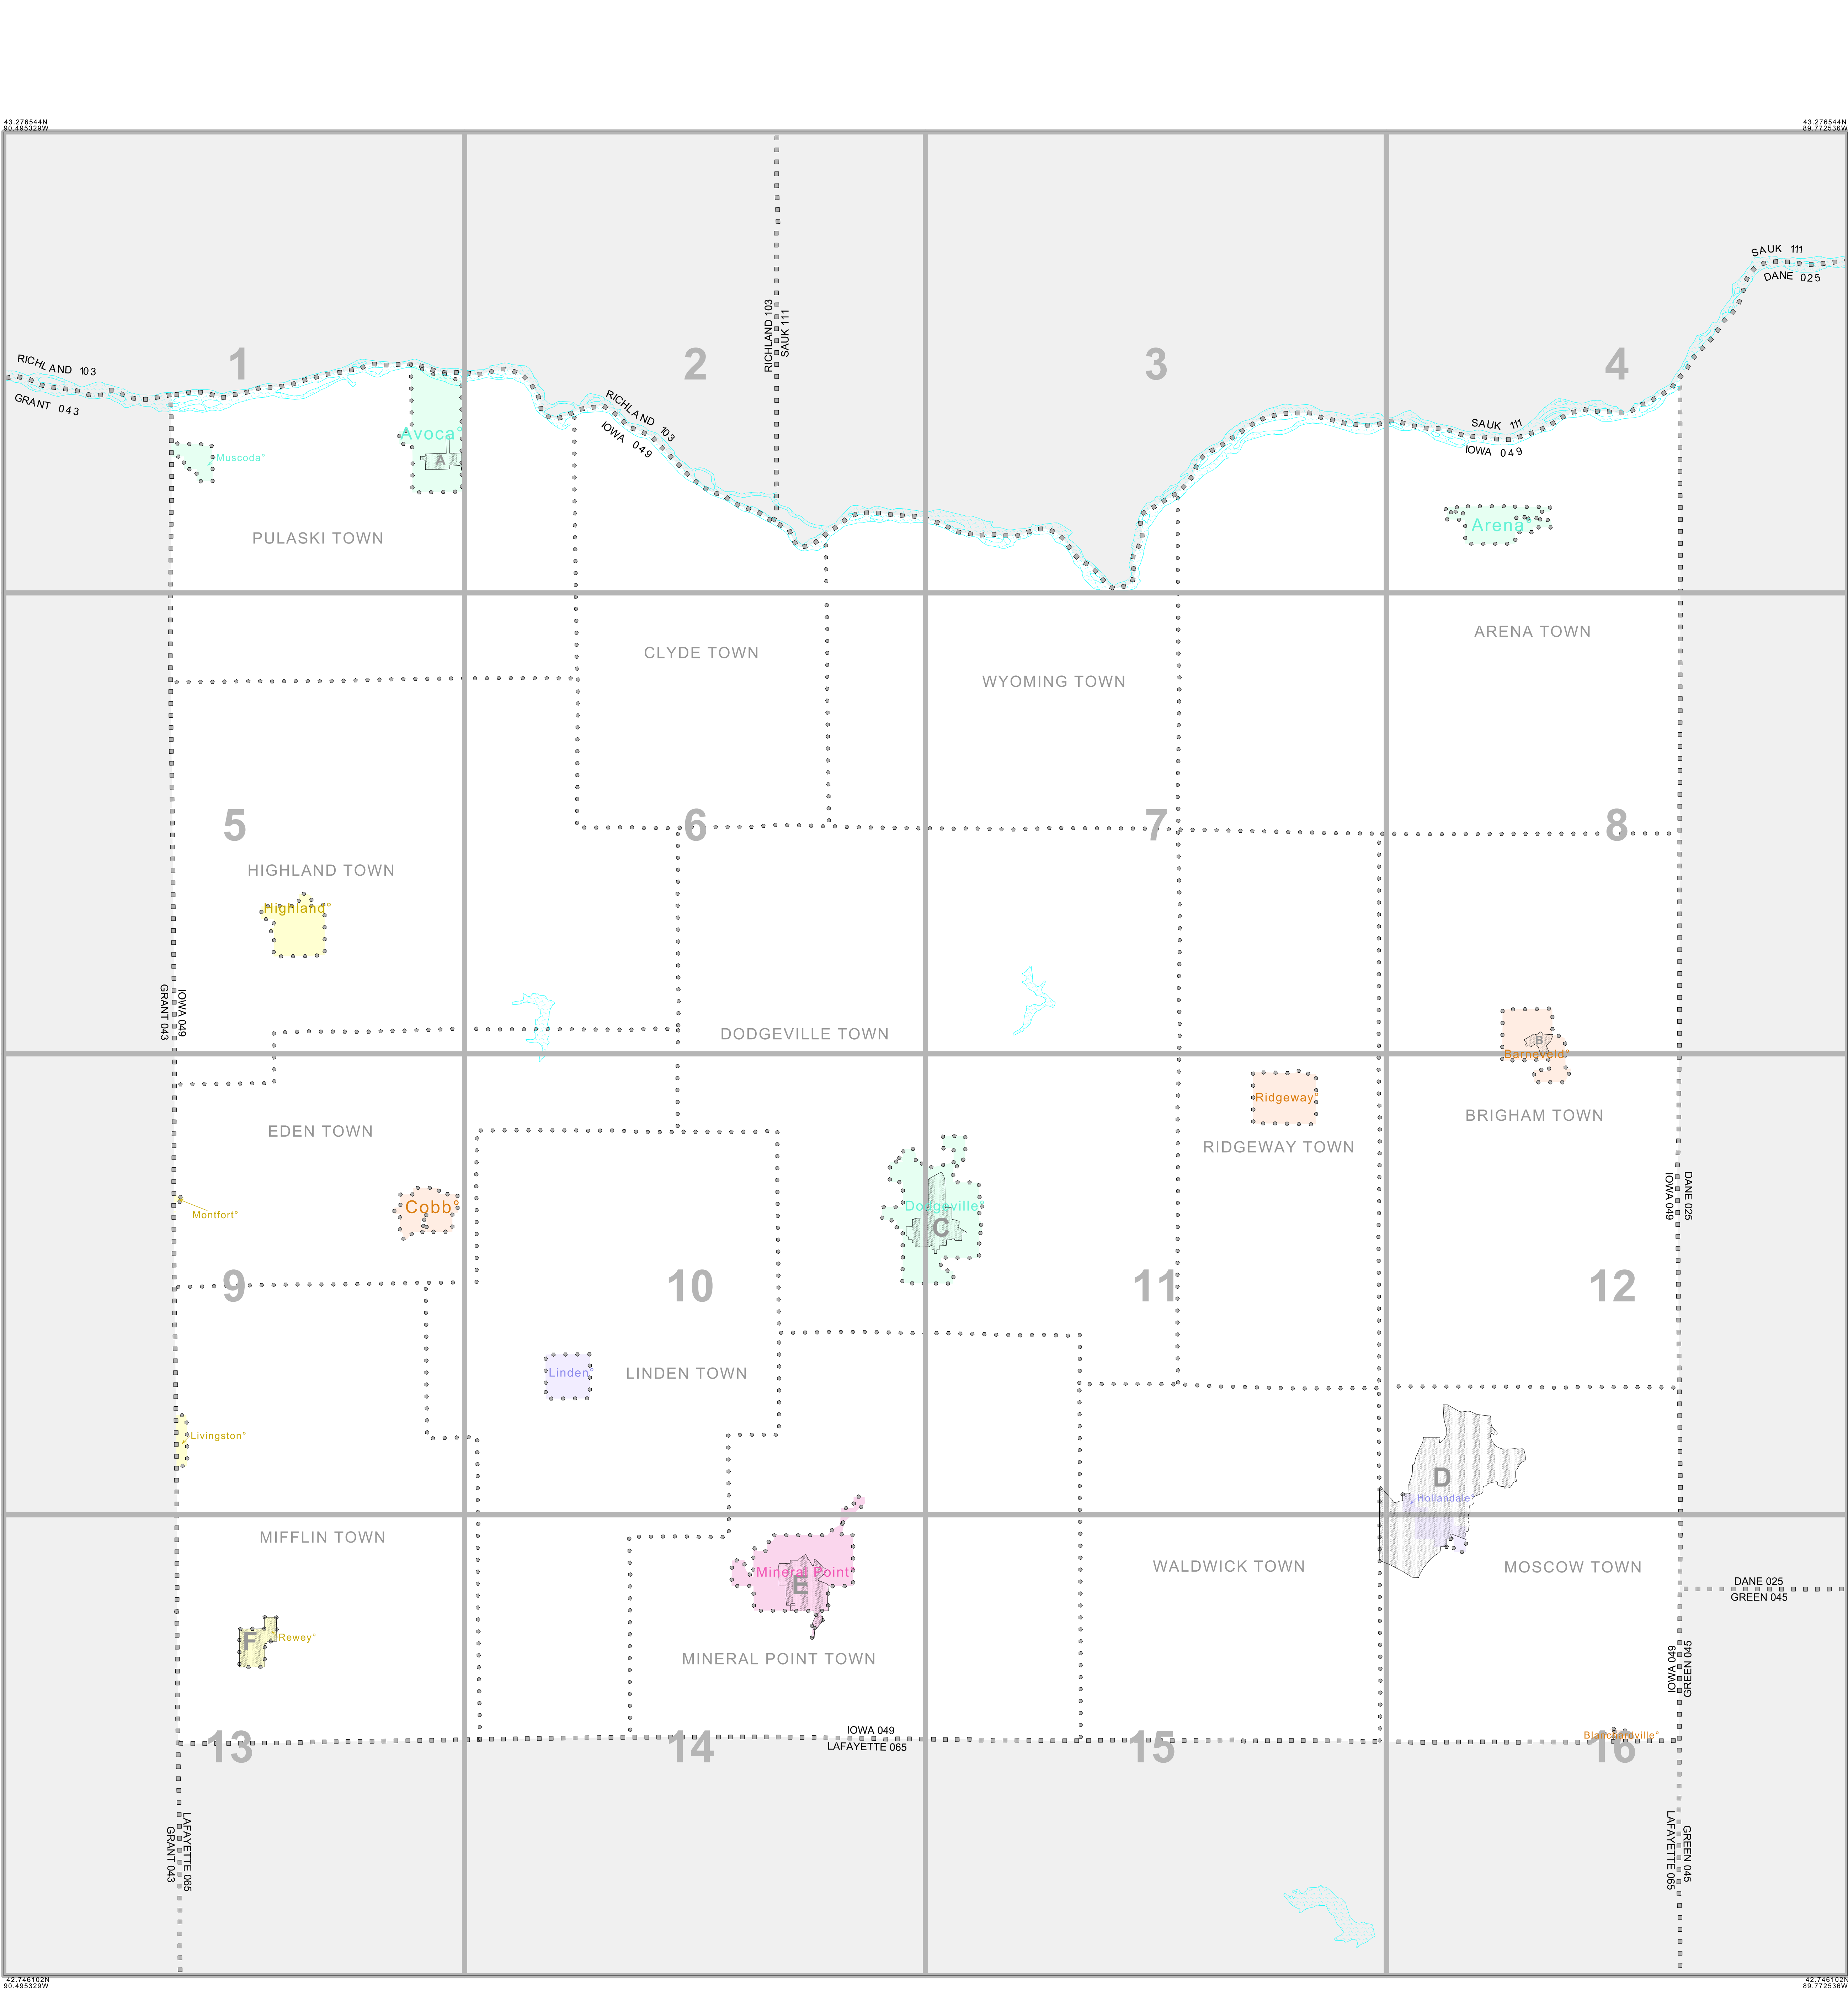 43.276544N
90.495329W
43.276544N
89.772536W
SAUK 111
DANE 025
RICHLAND 103
SAUK 111
1
2
3
4
RICHLAND 103
GRANT 043
RICHLAND 103
IOWA 049
SAUK 111
IOWA 049
Avoca°
A
Muscoda°
Arena°
PULASKI TOWN
ARENA TOWN
CLYDE TOWN
WYOMING TOWN
5
6
7
8
HIGHLAND TOWN
Highland°
IOWA 049
GRANT 043
DODGEVILLE TOWN
B
Barneveld°
Ridgeway°
BRIGHAM TOWN
EDEN TOWN
RIDGEWAY TOWN
DANE 025
IOWA 049
Montfort°
Cobb°
Dodgeville°
C
9
10
11
12
Linden°
LINDEN TOWN
Livingston°
D
Hollandale°
MIFFLIN TOWN
Mineral Point°
E
WALDWICK TOWN
MOSCOW TOWN
DANE 025
GREEN 045
F
Rewey°
MINERAL POINT TOWN
GREEN 045
IOWA 049
IOWA 049
LAFAYETTE 065
Blanchardville°
13
14
15
16
LAFAYETTE 065
GRANT 043
GREEN 045
LAFAYETTE 065
42.746102N
90.495329W
42.746102N
89.772536W